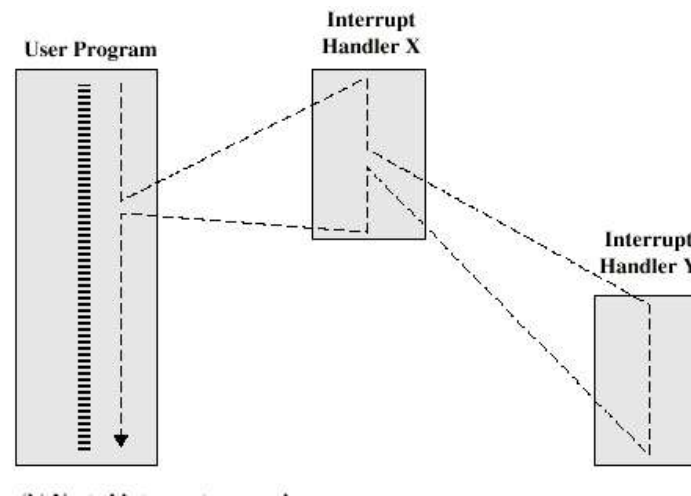 User Program
Interrupt
Handler X
Interrupt
Handler Y